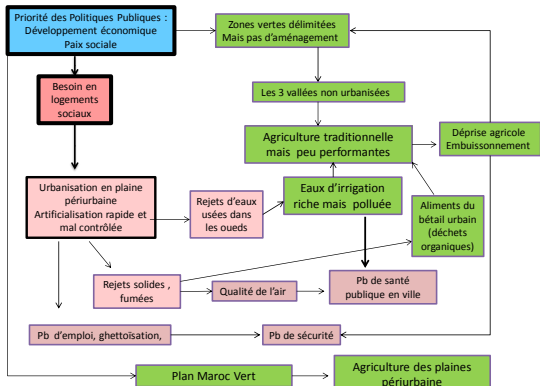 Priorité des Politiques Publiques :
Développement économique
Paix sociale
Zones vertes délimitées
Mais pas d'aménagement
Besoin en
logements
sociaux
Les 3 vallées non urbanisées
Agriculture traditionnelle
mais peu performantes
Déprise agricole
Embuissonnement
Urbanisation en plaine
périurbaine
Artificialisation rapide et
mal contrôlée
Rejets d'eaux
usées dans
les oueds
Eaux d'irrigation
riche mais polluée
Aliments du
bétail urbain
(déchets
organiques)
Rejets solides ,
fumées
Qualité de l'air
Pb de santé
publique en ville
Pb d'emploi, ghettoïsation,
Pb de sécurité
Plan Maroc Vert
Agriculture des plaines
périurbaine